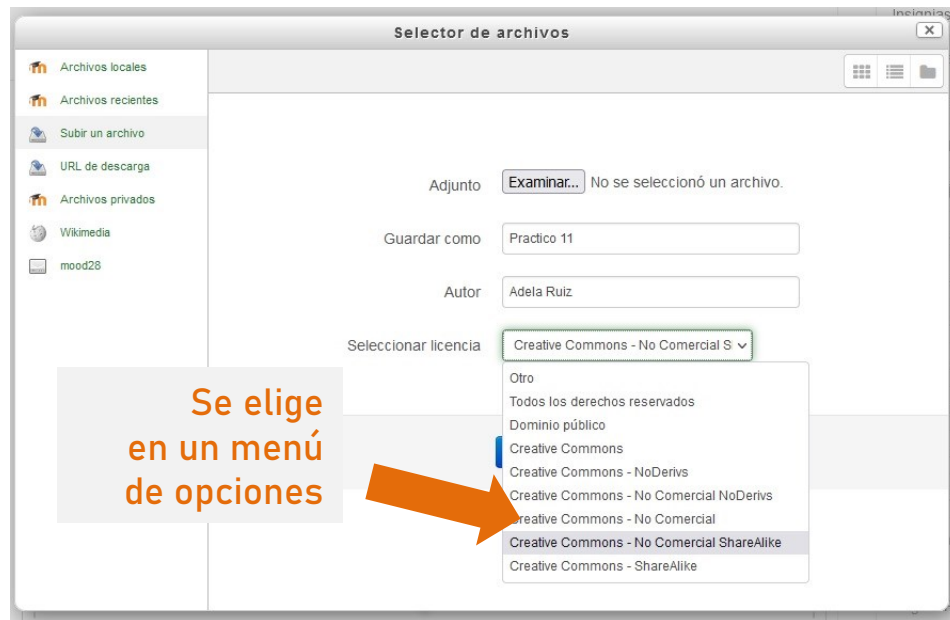 Insignias
Selector de archivos
Archivos locales
Archivos recientes
Subir un archivo
URL de descarga
Archivos privados
Wikimedia
mood28
Adjunto Examinar... No se seleccionó un archivo.
Guardar como Practico 11
Autor Adela Ruiz
Seleccionar licencia Creative Commons - No Comercial S
Otro
Todos los derechos reservados
Dominio público
Creative Commons
Creative Commons - NoDerivs
Creative Commons - No Comercial NoDerivs
Creative Commons - No Comercial
Creative Commons - No Comercial ShareAlike
Creative Commons - ShareAlike
Se elige
en un menú
de opciones